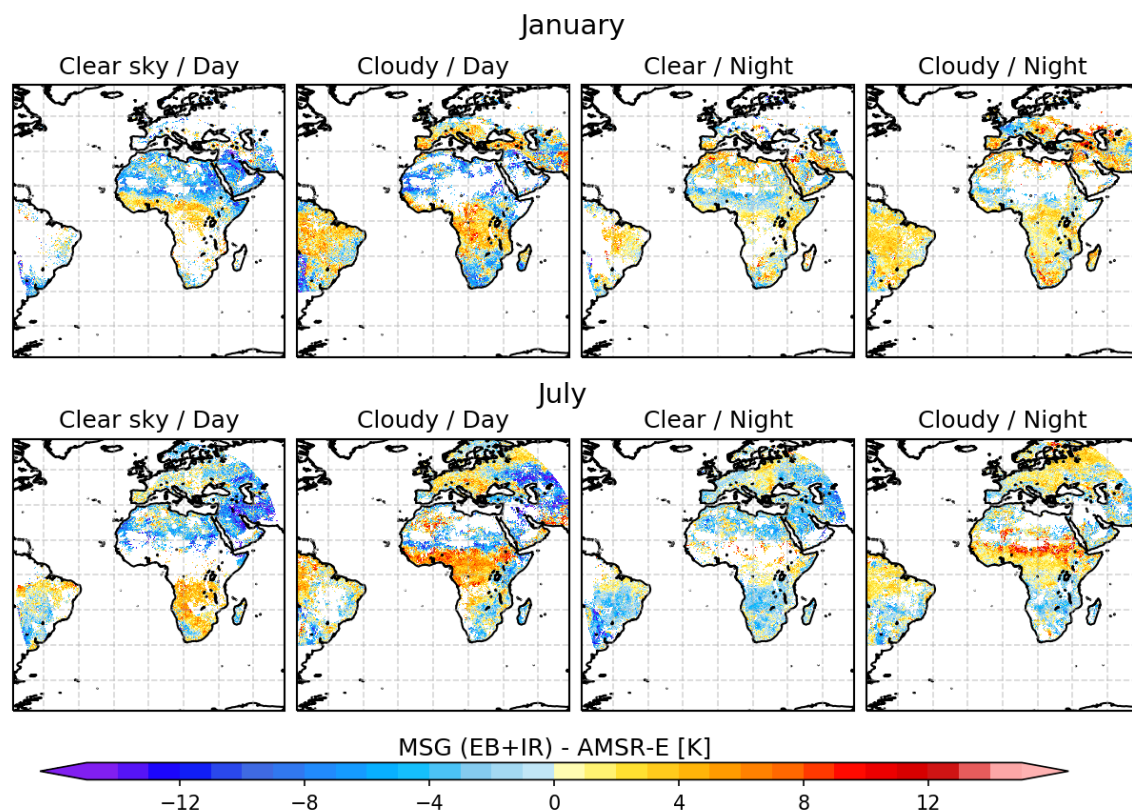 January
Clear sky / Day
Cloudy / Day
Clear / Night
Cloudy / Night
July
Clear sky / Day
Cloudy / Day
Clear / Night
Cloudy / Night
MSG (EB+IR) - AMSR-E [K]
−12 −8 −4 0 4 8 12